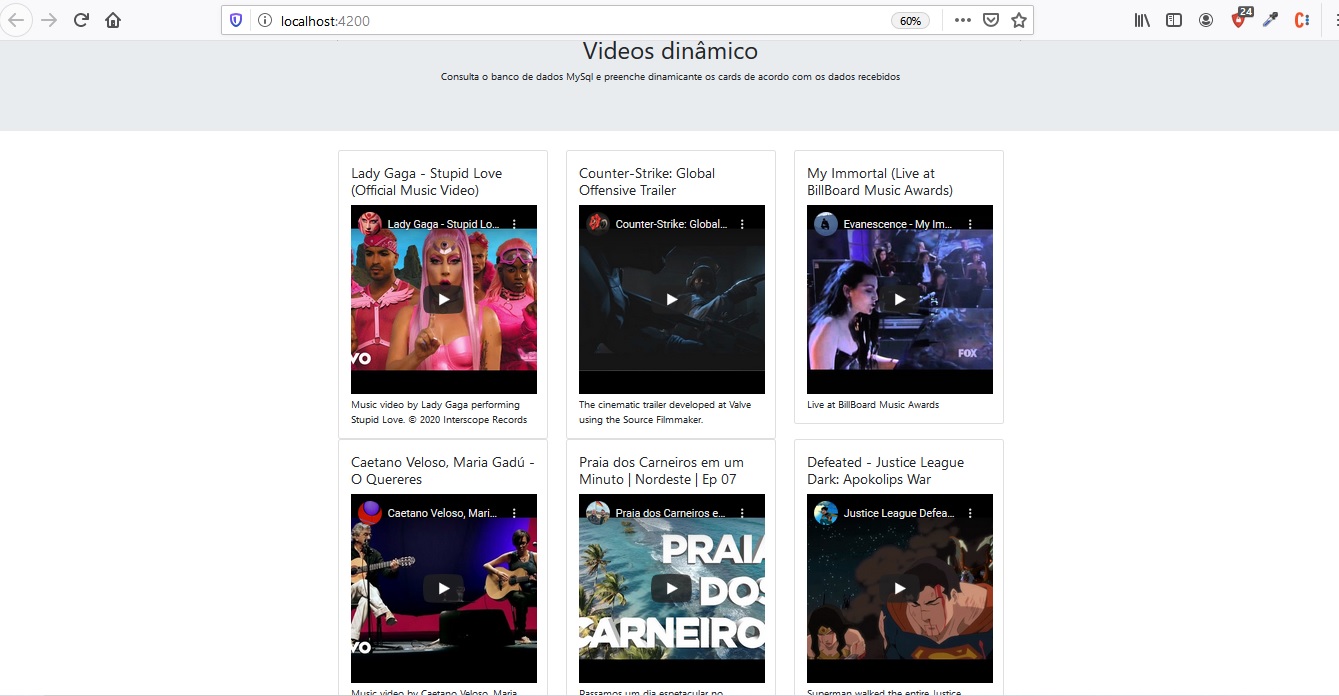 localhost:4200
60%
24
Videos dinâmico
Consulta o banco de dados MySql e preenche dinamicante os cards de acordo com os dados recebidos
Lady Gaga - Stupid Love
(Official Music Video)
Lady Gaga - Stupid Lo...
VO
Music video by Lady Gaga performing
Stupid Love. © 2020 Interscope Records
Counter-Strike: Global
Offensive Trailer
Counter-Strike: Global...
The cinematic trailer developed at Valve
using the Source Filmmaker.
My Immortal (Live at
BillBoard Music Awards)
Evanescence - My Im...
FOX
Live at BillBoard Music Awards
Caetano Veloso, Maria Gadú -
O Quereres
Caetano Veloso, Mari...
VO
Music video by Caetano Veloso, Maria
Praia dos Carneiros em um
Minuto | Nordeste | Ep 07
Praia dos Carneiros e...
PRAIA
DOS
CARNEIRO
Passamos um dia espetacular no
Defeated - Justice League
Dark: Apokolips War
Justice League Defea...
Superman walked the entire Justice